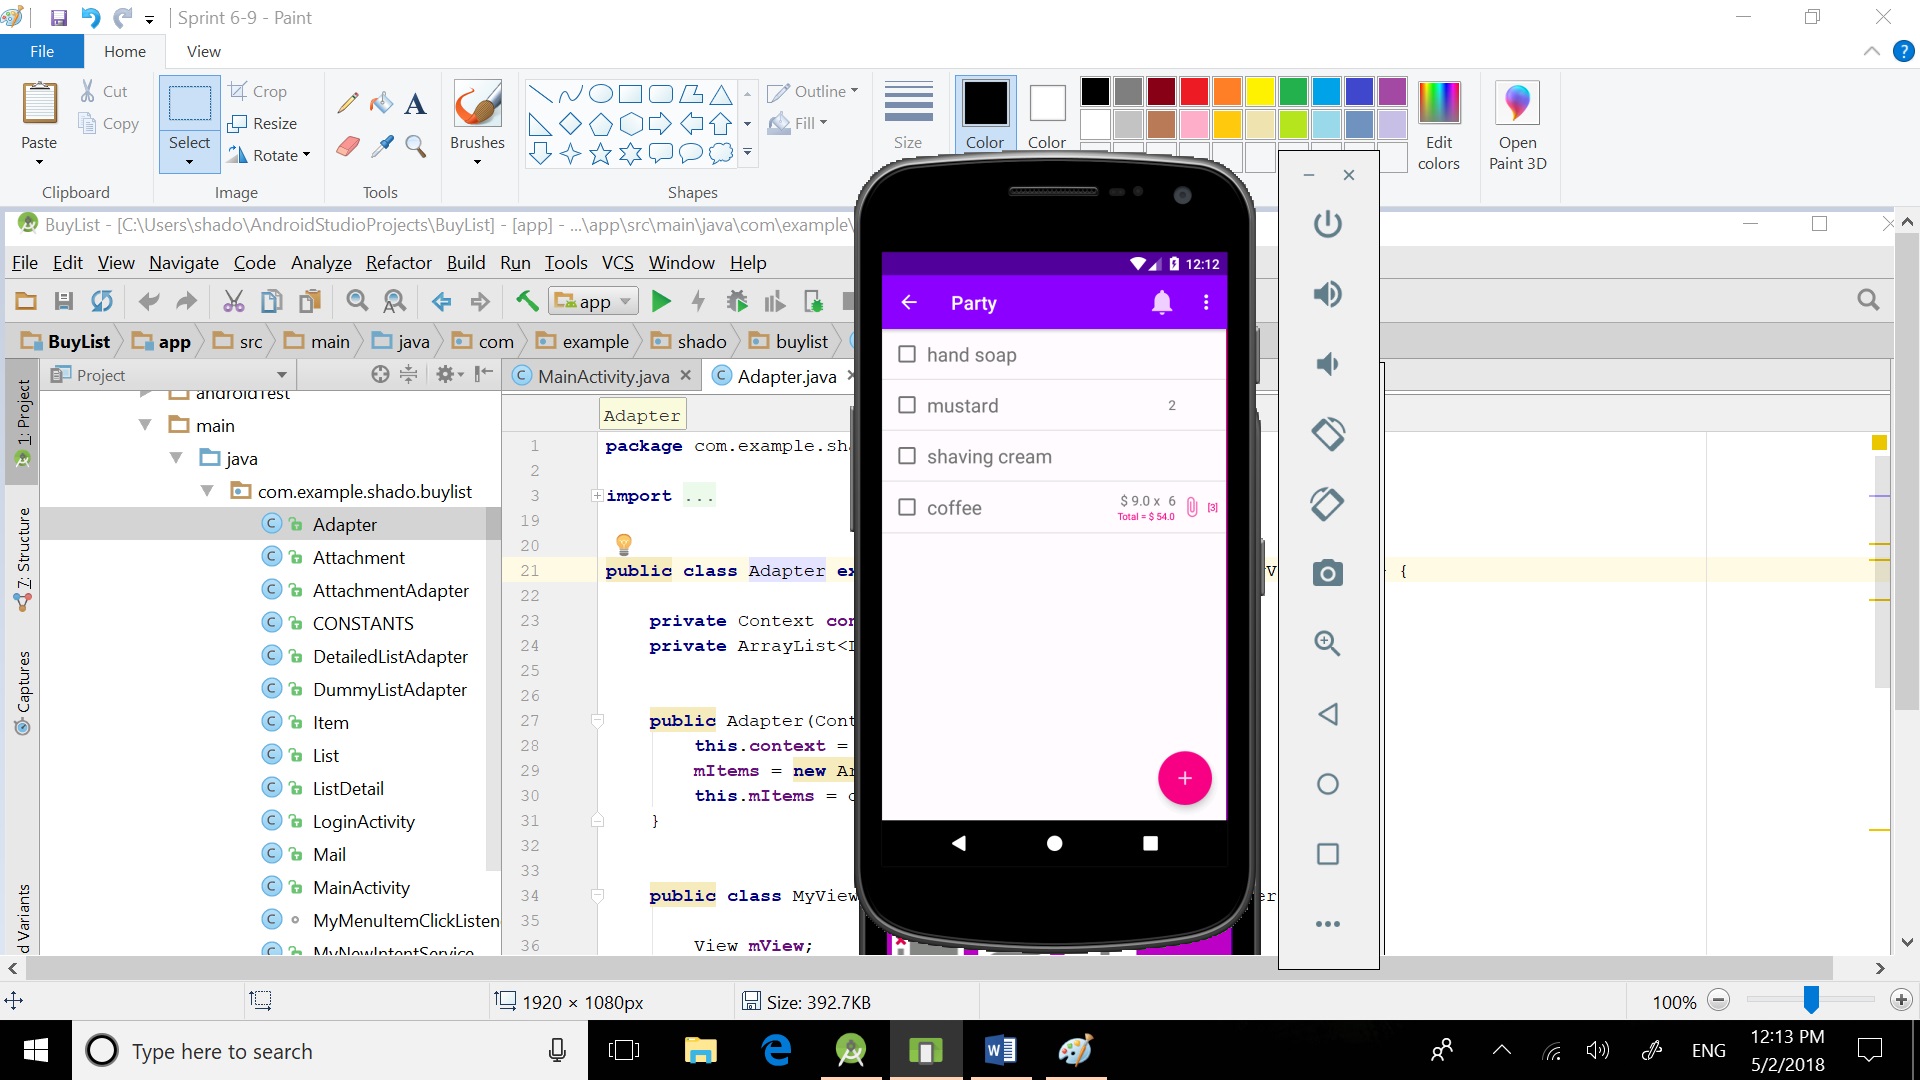 Sprint 6-9 - Paint
File Home View
Paste
Cut
Copy
Clipboard
Select
Crop
Resize
Rotate
Image
Tools
Brushes
Shapes
Outline
Fill
Size
Color
Color
Edit
colors
Open
Paint 3D
BuyList - [C:\Users\shado\AndroidStudioProjects\BuyList] - [app] - ...\app\src\main\java\com\example\
File Edit View Navigate Code Analyze Refactor Build Run Tools VCS Window Help
app
BuyList app src main java com example shado buylist
Project
MainActivity.java
Adapter.java
1: Project
7: Structure
Captures
d Variants
androidTest
main
java
com.example.shado.buylist
Adapter
Attachment
AttachmentAdapter
CONSTANTS
DetailedListAdapter
DummyListAdapter
Item
List
ListDetail
LoginActivity
Mail
MainActivity
MyMenuItemClickListen
MyNewIntentService
Adapter
1 package com.example.sha
2
3 import ...
19
20
21 public class Adapter ex {
22
23 private Context con
24 private ArrayList<I
25
26
27 public Adapter(Cont
28 this.context =
29 mItems = new Ar
30 this.mItems = c
31 }
32
33
34 public class MyView er
35
36 View mView;
12:12
Party
hand soap
mustard 2
shaving cream
coffee $ 9.0 x 6 [3]
Total = $ 54.0
+
1920 × 1080px
Size: 392.7KB
100%
Type here to search
ENG
12:13 PM
5/2/2018